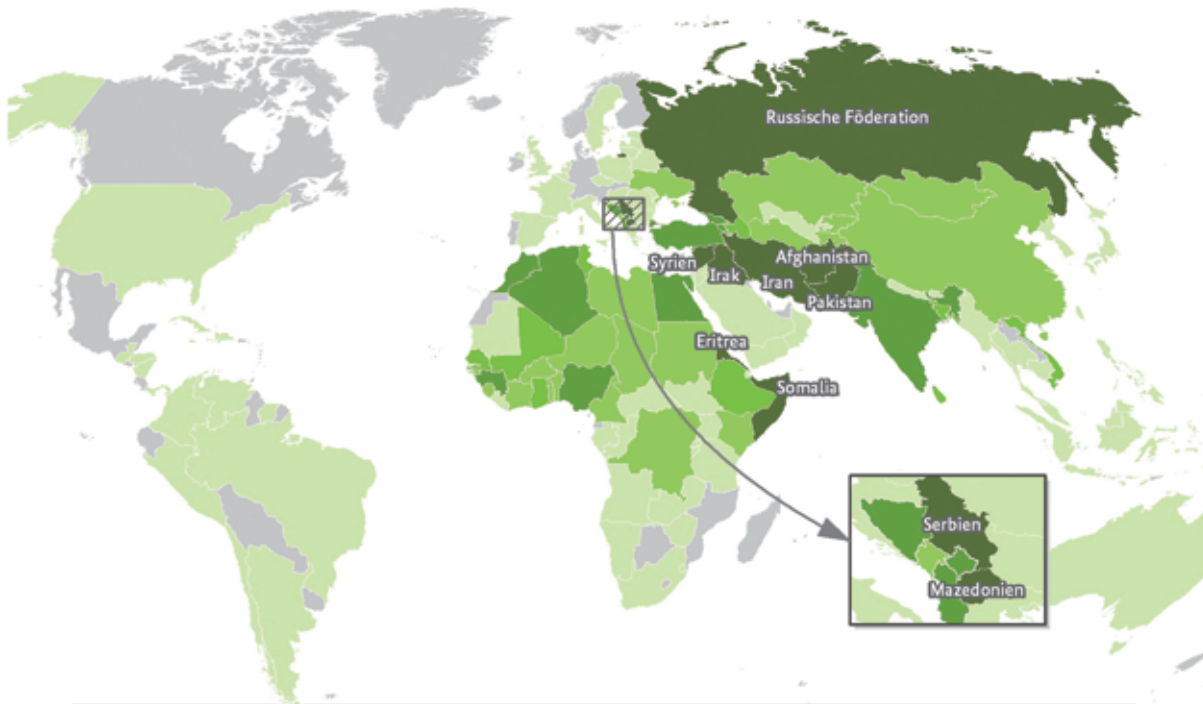 Russische Föderation
Syrien
Irak
Iran
Afghanistan
Pakistan
Eritrea
Somalia
Serbien
Mazedonien